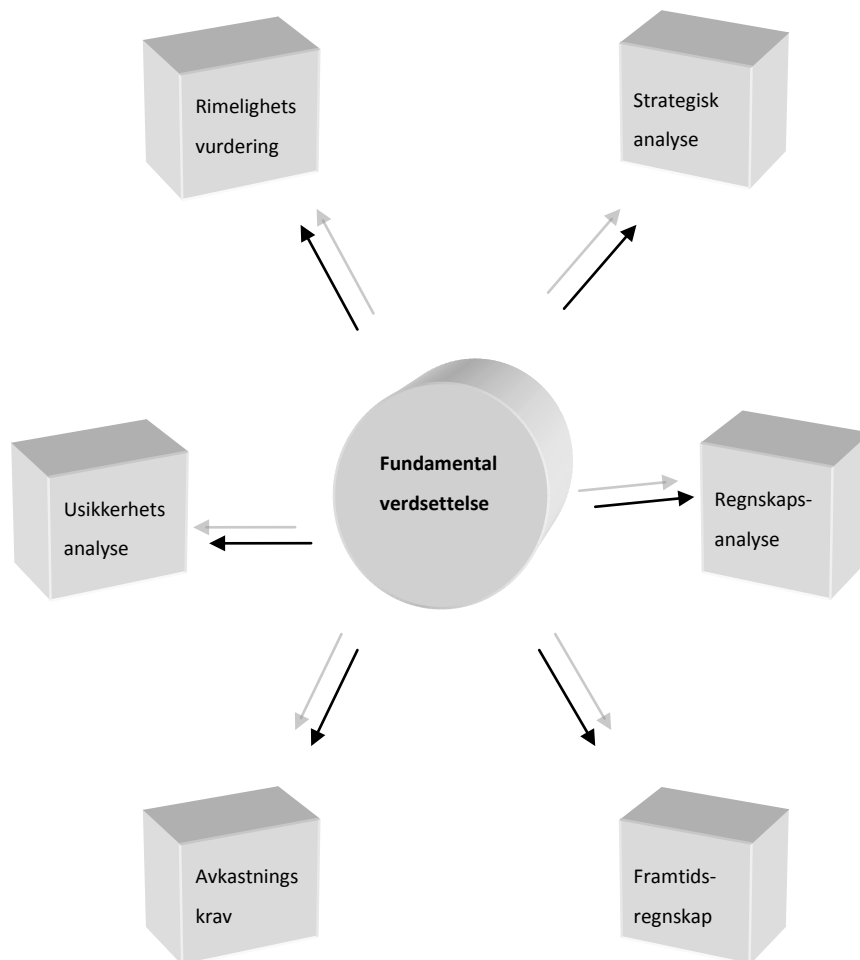 Rimelighets
vurdering
Strategisk
analyse
Fundamental
verdsettelse
Usikkerhets
analyse
Regnskaps-
analyse
Avkastnings
krav
Framtids-
regnskap